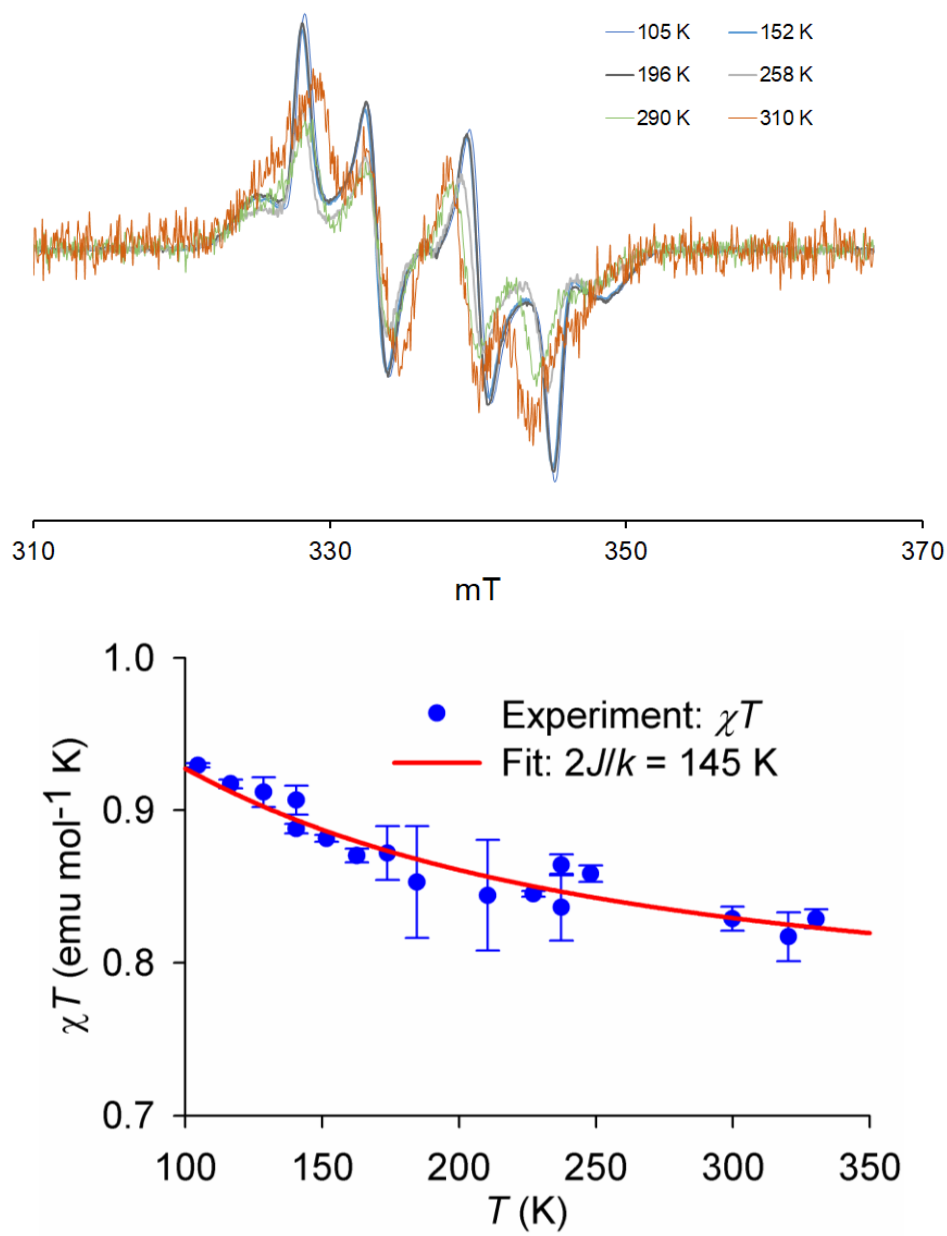 105 K 152 K
196 K 258 K
290 K 310 K
310 330 350 370
mT
1.0
0.9
0.8
0.7
χT (emu mol-1 K)
Experiment: χT
Fit: 2J/k = 145 K
100 150 200 250 300 350
T (K)